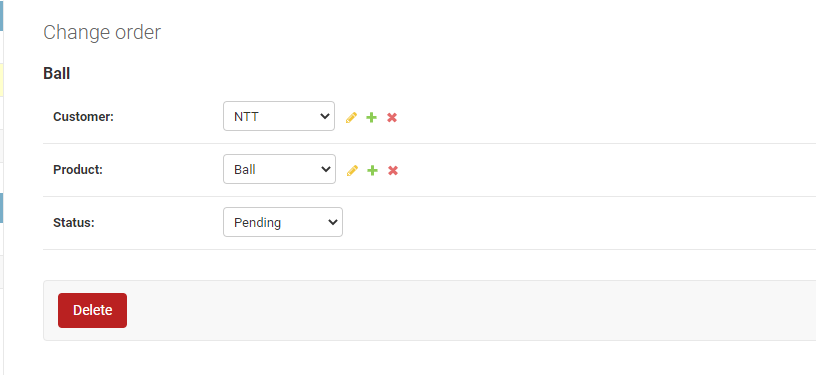 Change order
Ball
Customer: NTT
Product: Ball
Status: Pending
Delete